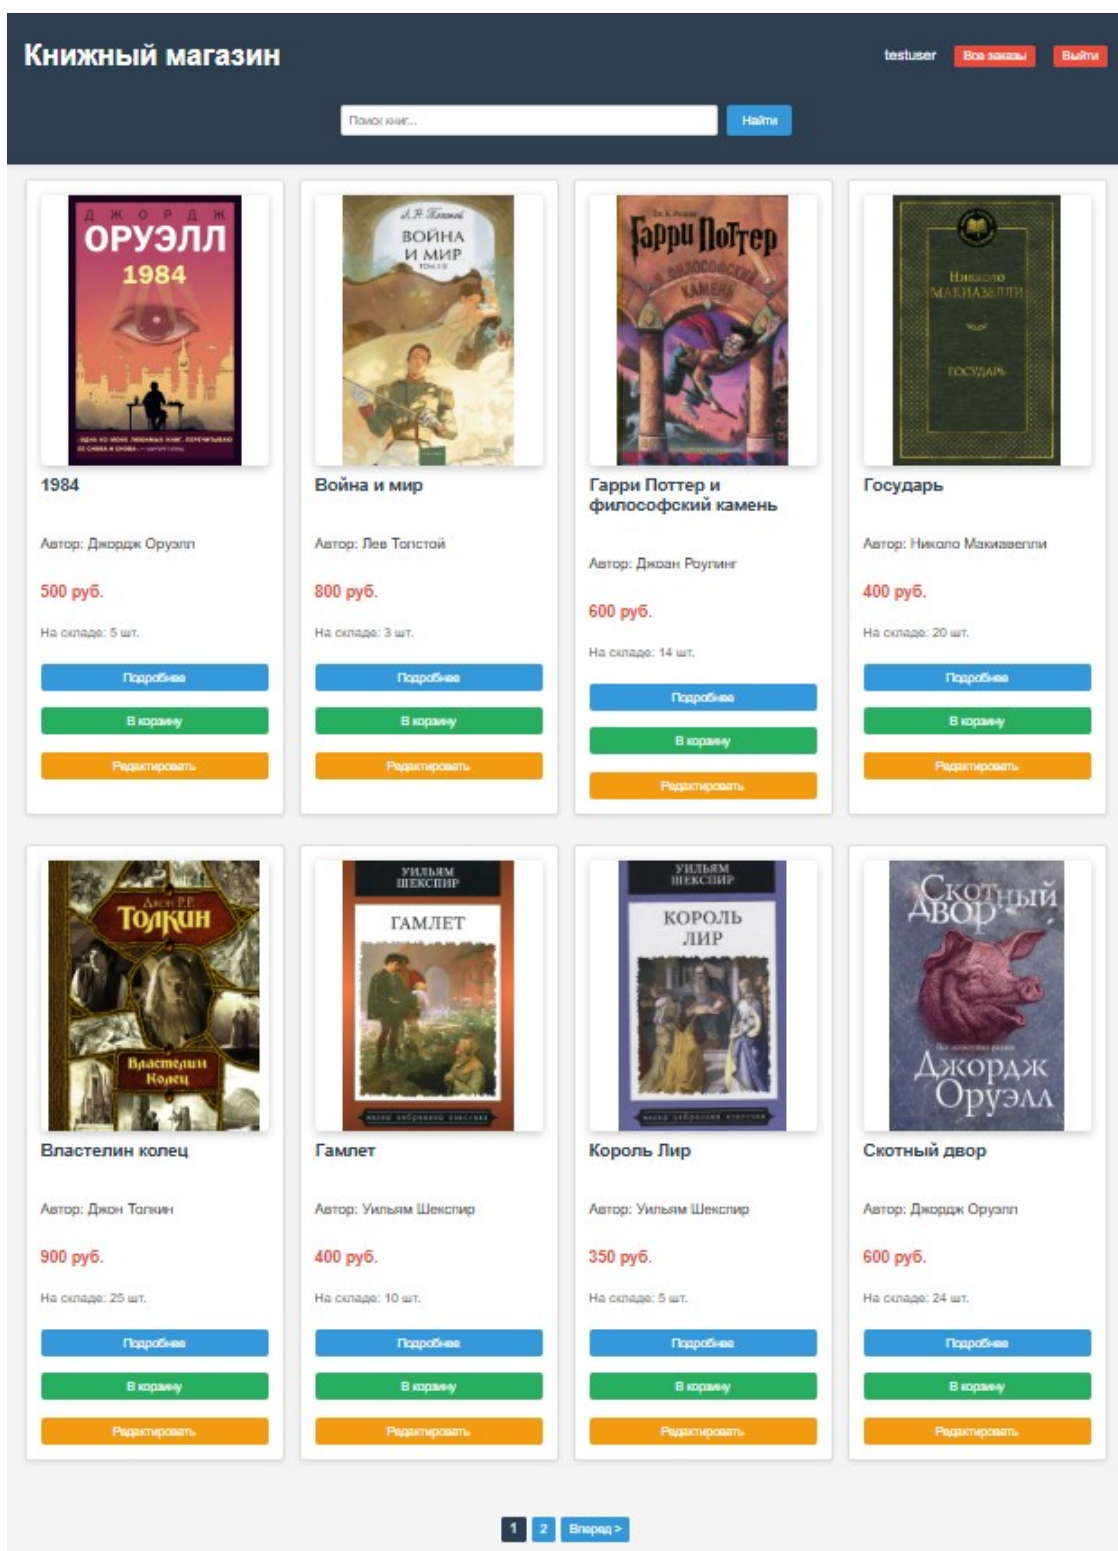 Книжный магазин
testuser
Все заказы
Выйти
Поиск книг...
Найти
ДЖОРДЖ
ОРУЭЛЛ
1984
Л.Н. Толстой
ВОЙНА
И МИР
Гарри Поттер
ФИЛОСОФСКИЙ
КАМЕНЬ
Никколо
МАКИАВЕЛЛИ
ГОСУДАРЬ
1984
Война и мир
Гарри Поттер и
философский камень
Государь
Автор: Джордж Оруэлл
Автор: Лев Толстой
Автор: Джоан Роулинг
Автор: Николо Макиавелли
500 руб.
800 руб.
600 руб.
400 руб.
На складе: 5 шт.
На складе: 3 шт.
На складе: 14 шт.
На складе: 20 шт.
Подробнее
Подробнее
Подробнее
Подробнее
В корзину
В корзину
В корзину
В корзину
Редактировать
Редактировать
Редактировать
Редактировать
Джон Р.Р.
Толкин
Властелин
Колец
УИЛЬЯМ
ШЕКСПИР
ГАМЛЕТ
УИЛЬЯМ
ШЕКСПИР
КОРОЛЬ
ЛИР
Скотный
двор
Джордж
Оруэлл
Властелин колец
Гамлет
Король Лир
Скотный двор
Автор: Джон Толкин
Автор: Уильям Шекспир
Автор: Уильям Шекспир
Автор: Джордж Оруэлл
900 руб.
400 руб.
350 руб.
600 руб.
На складе: 25 шт.
На складе: 10 шт.
На складе: 5 шт.
На складе: 24 шт.
Подробнее
Подробнее
Подробнее
Подробнее
В корзину
В корзину
В корзину
В корзину
Редактировать
Редактировать
Редактировать
Редактировать
1
2
Вперед >